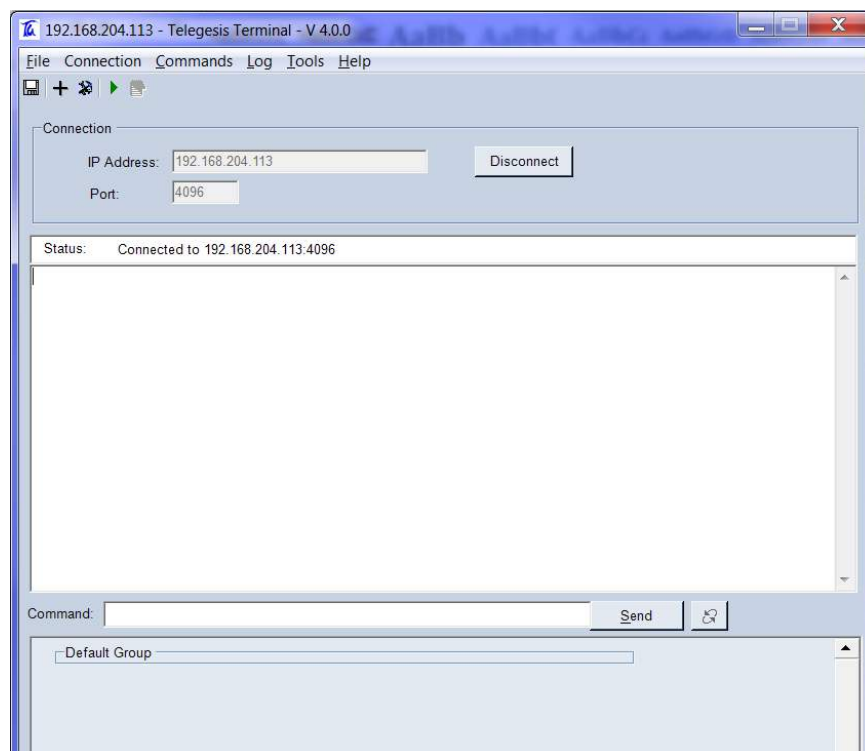 192.168.204.113 - Telegesis Terminal - V 4.0.0
File Connection Commands Log Tools Help
Connection
IP Address: 192.168.204.113 Disconnect
Port: 4096
Status: Connected to 192.168.204.113:4096
Command: Send
Default Group